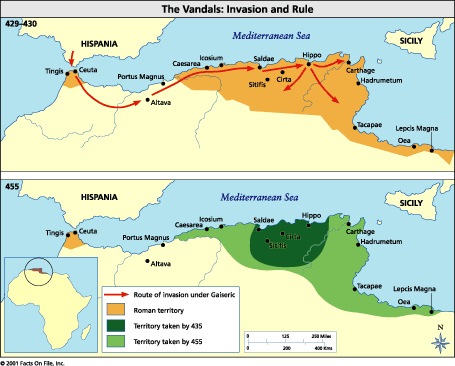 The Vandals: Invasion and Rule
429–430
HISPANIA
Mediterranean Sea
SICILY
Tingis
Ceuta
Portus Magnus
Altava
Caesarea
Icosium
Saldae
Sitifis
Cirta
Hippo
Carthage
Hadrumetum
Tacapae
Oea
Lepcis Magna
455
HISPANIA
Mediterranean Sea
SICILY
Tingis
Ceuta
Portus Magnus
Altava
Caesarea
Icosium
Saldae
Sitifis
Cirta
Hippo
Carthage
Hadrumetum
Tacapae
Oea
Lepcis Magna
Route of invasion under Gaiseric
Roman territory
Territory taken by 435
Territory taken by 455
0 125 250 Miles
0 200 400 Kms
N
© 2001 Facts On File, Inc.